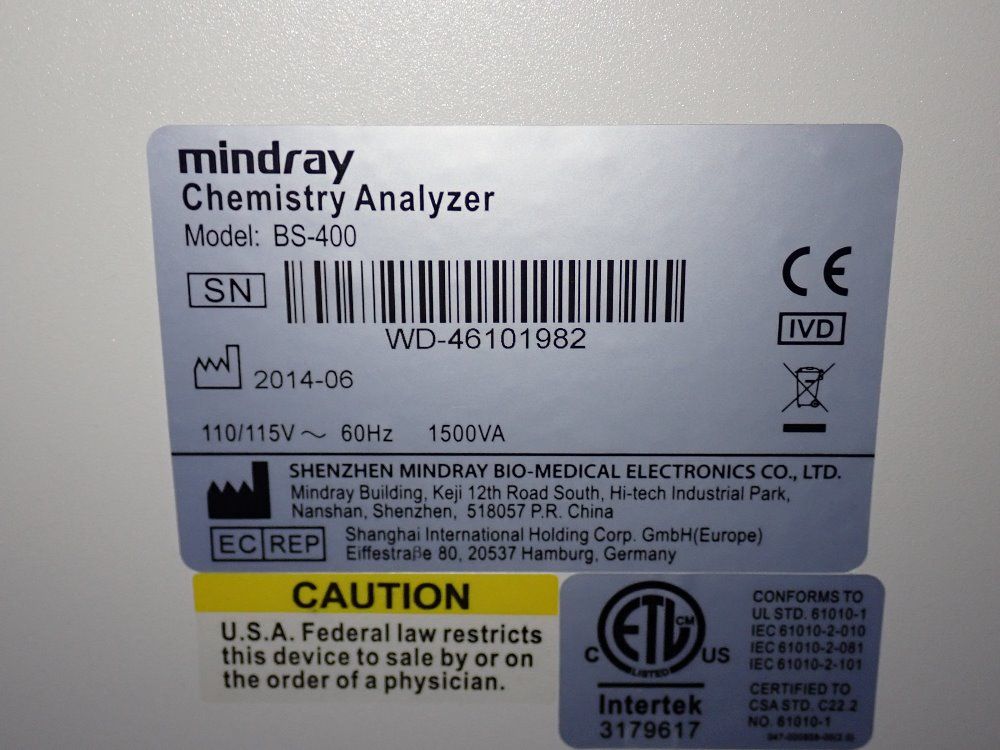 mindray
Chemistry Analyzer
Model: BS-400
SN
WD-46101982
2014-06
110/115V ～ 60Hz 1500VA
CE
IVD
SHENZHEN MINDRAY BIO-MEDICAL ELECTRONICS CO., LTD.
Mindray Building, Keji 12th Road South, Hi-tech Industrial Park,
Nanshan, Shenzhen, 518057 P.R. China
EC REP
Shanghai International Holding Corp. GmbH(Europe)
Eiffestraße 80, 20537 Hamburg, Germany
CAUTION
U.S.A. Federal law restricts
this device to sale by or on
the order of a physician.
ETL CM
LISTED
C US
Intertek
3179617
CONFORMS TO
UL STD. 61010-1
IEC 61010-2-010
IEC 61010-2-081
IEC 61010-2-101
CERTIFIED TO
CSA STD. C22.2
NO. 61010-1